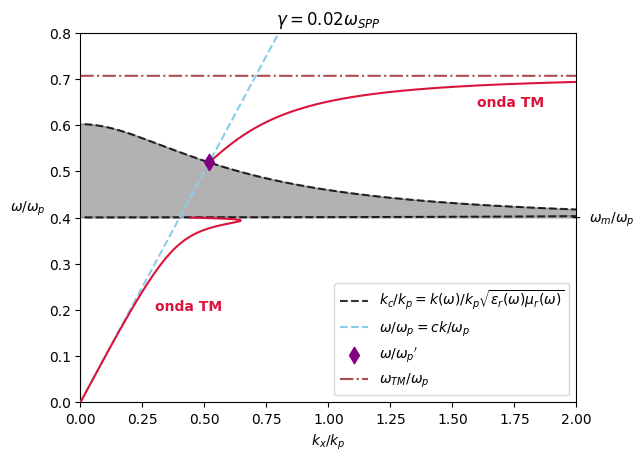 γ = 0.02ω_SPP
0.8
0.7
onda TM
0.6
0.5
ω/ω_p
0.4
ω_m/ω_p
0.3
0.2
onda TM
0.1
0.0
k_c/k_p = k(ω)/k_p√ε_r(ω)μ_r(ω)
ω/ω_p = ck/ω_p
ω/ω_p′
ω_TM/ω_p
0.00 0.25 0.50 0.75 1.00 1.25 1.50 1.75 2.00
k_x/k_p